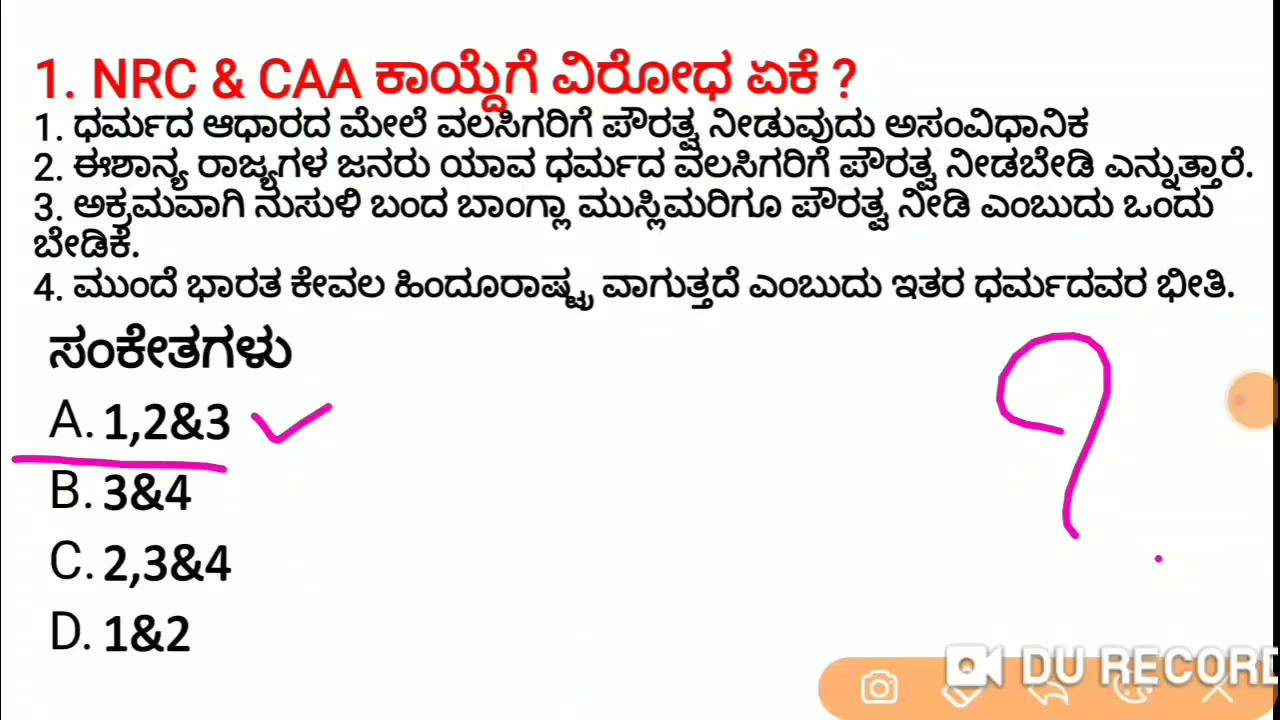 1. NRC & CAA ಕಾಯ್ದೆಗೆ ವಿರೋಧ ಏಕೆ ?
1. ಧರ್ಮದ ಆಧಾರದ ಮೇಲೆ ವಲಸಿಗರಿಗೆ ಪೌರತ್ವ ನೀಡುವುದು ಅಸಂವಿಧಾನಿಕ
2. ಈಶಾನ್ಯ ರಾಜ್ಯಗಳ ಜನರು ಯಾವ ಧರ್ಮದ ವಲಸಿಗರಿಗೆ ಪೌರತ್ವ ನೀಡಬೇಡಿ ಎನ್ನುತ್ತಾರೆ.
3. ಅಕ್ರಮವಾಗಿ ನುಸುಳಿ ಬಂದ ಬಾಂಗ್ಲಾ ಮುಸ್ಲಿಮರಿಗೂ ಪೌರತ್ವ ನೀಡಿ ಎಂಬುದು ಒಂದು
ಬೇಡಿಕೆ.
4. ಮುಂದೆ ಭಾರತ ಕೇವಲ ಹಿಂದೂರಾಷ್ಟ್ರ ವಾಗುತ್ತದೆ ಎಂಬುದು ಇತರ ಧರ್ಮದವರ ಭೀತಿ.
ಸಂಕೇತಗಳು
A. 1,2&3
B. 3&4
C. 2,3&4
D. 1&2
DU RECORD